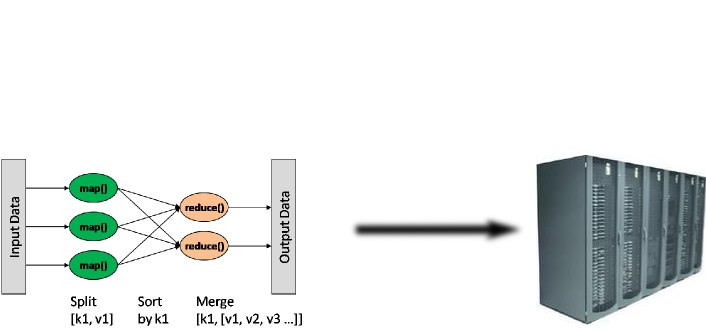 Input Data
map()
map()
map()
reduce()
reduce()
Output Data
Split
[k1, v1]
Sort
by k1
Merge
[k1, [v1, v2, v3 ...]]